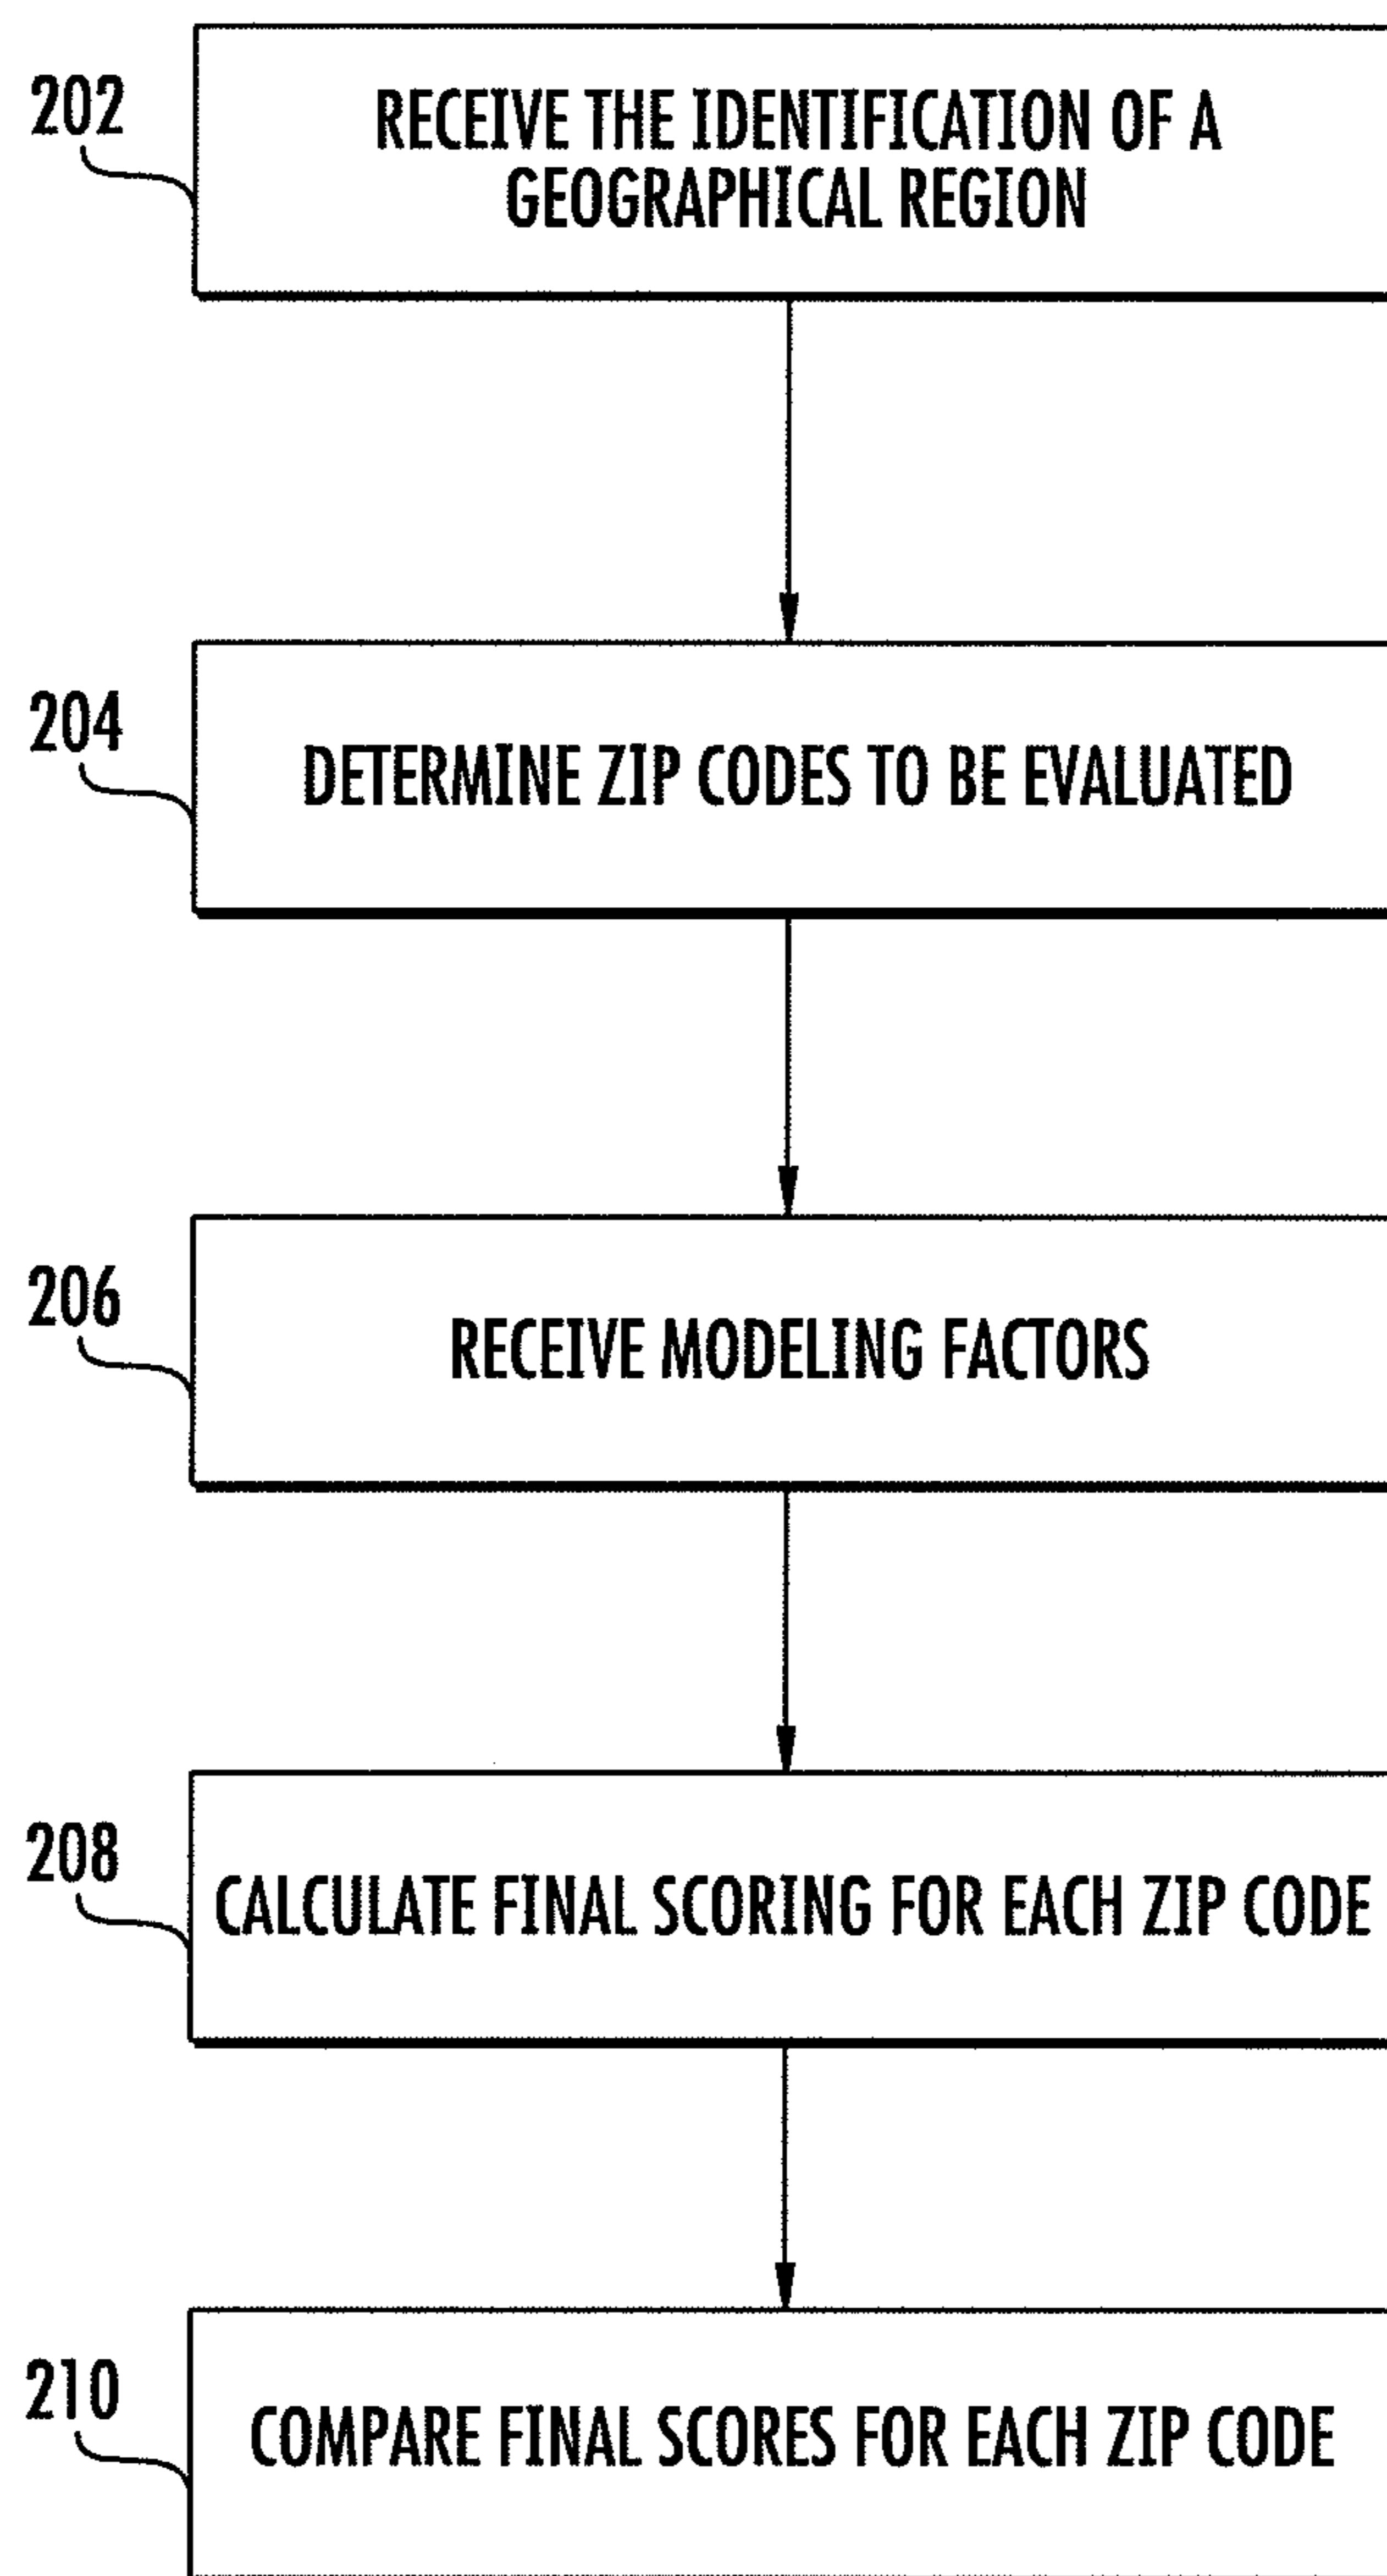 202
RECEIVE THE IDENTIFICATION OF A
GEOGRAPHICAL REGION
204
DETERMINE ZIP CODES TO BE EVALUATED
206
RECEIVE MODELING FACTORS
208
CALCULATE FINAL SCORING FOR EACH ZIP CODE
210
COMPARE FINAL SCORES FOR EACH ZIP CODE